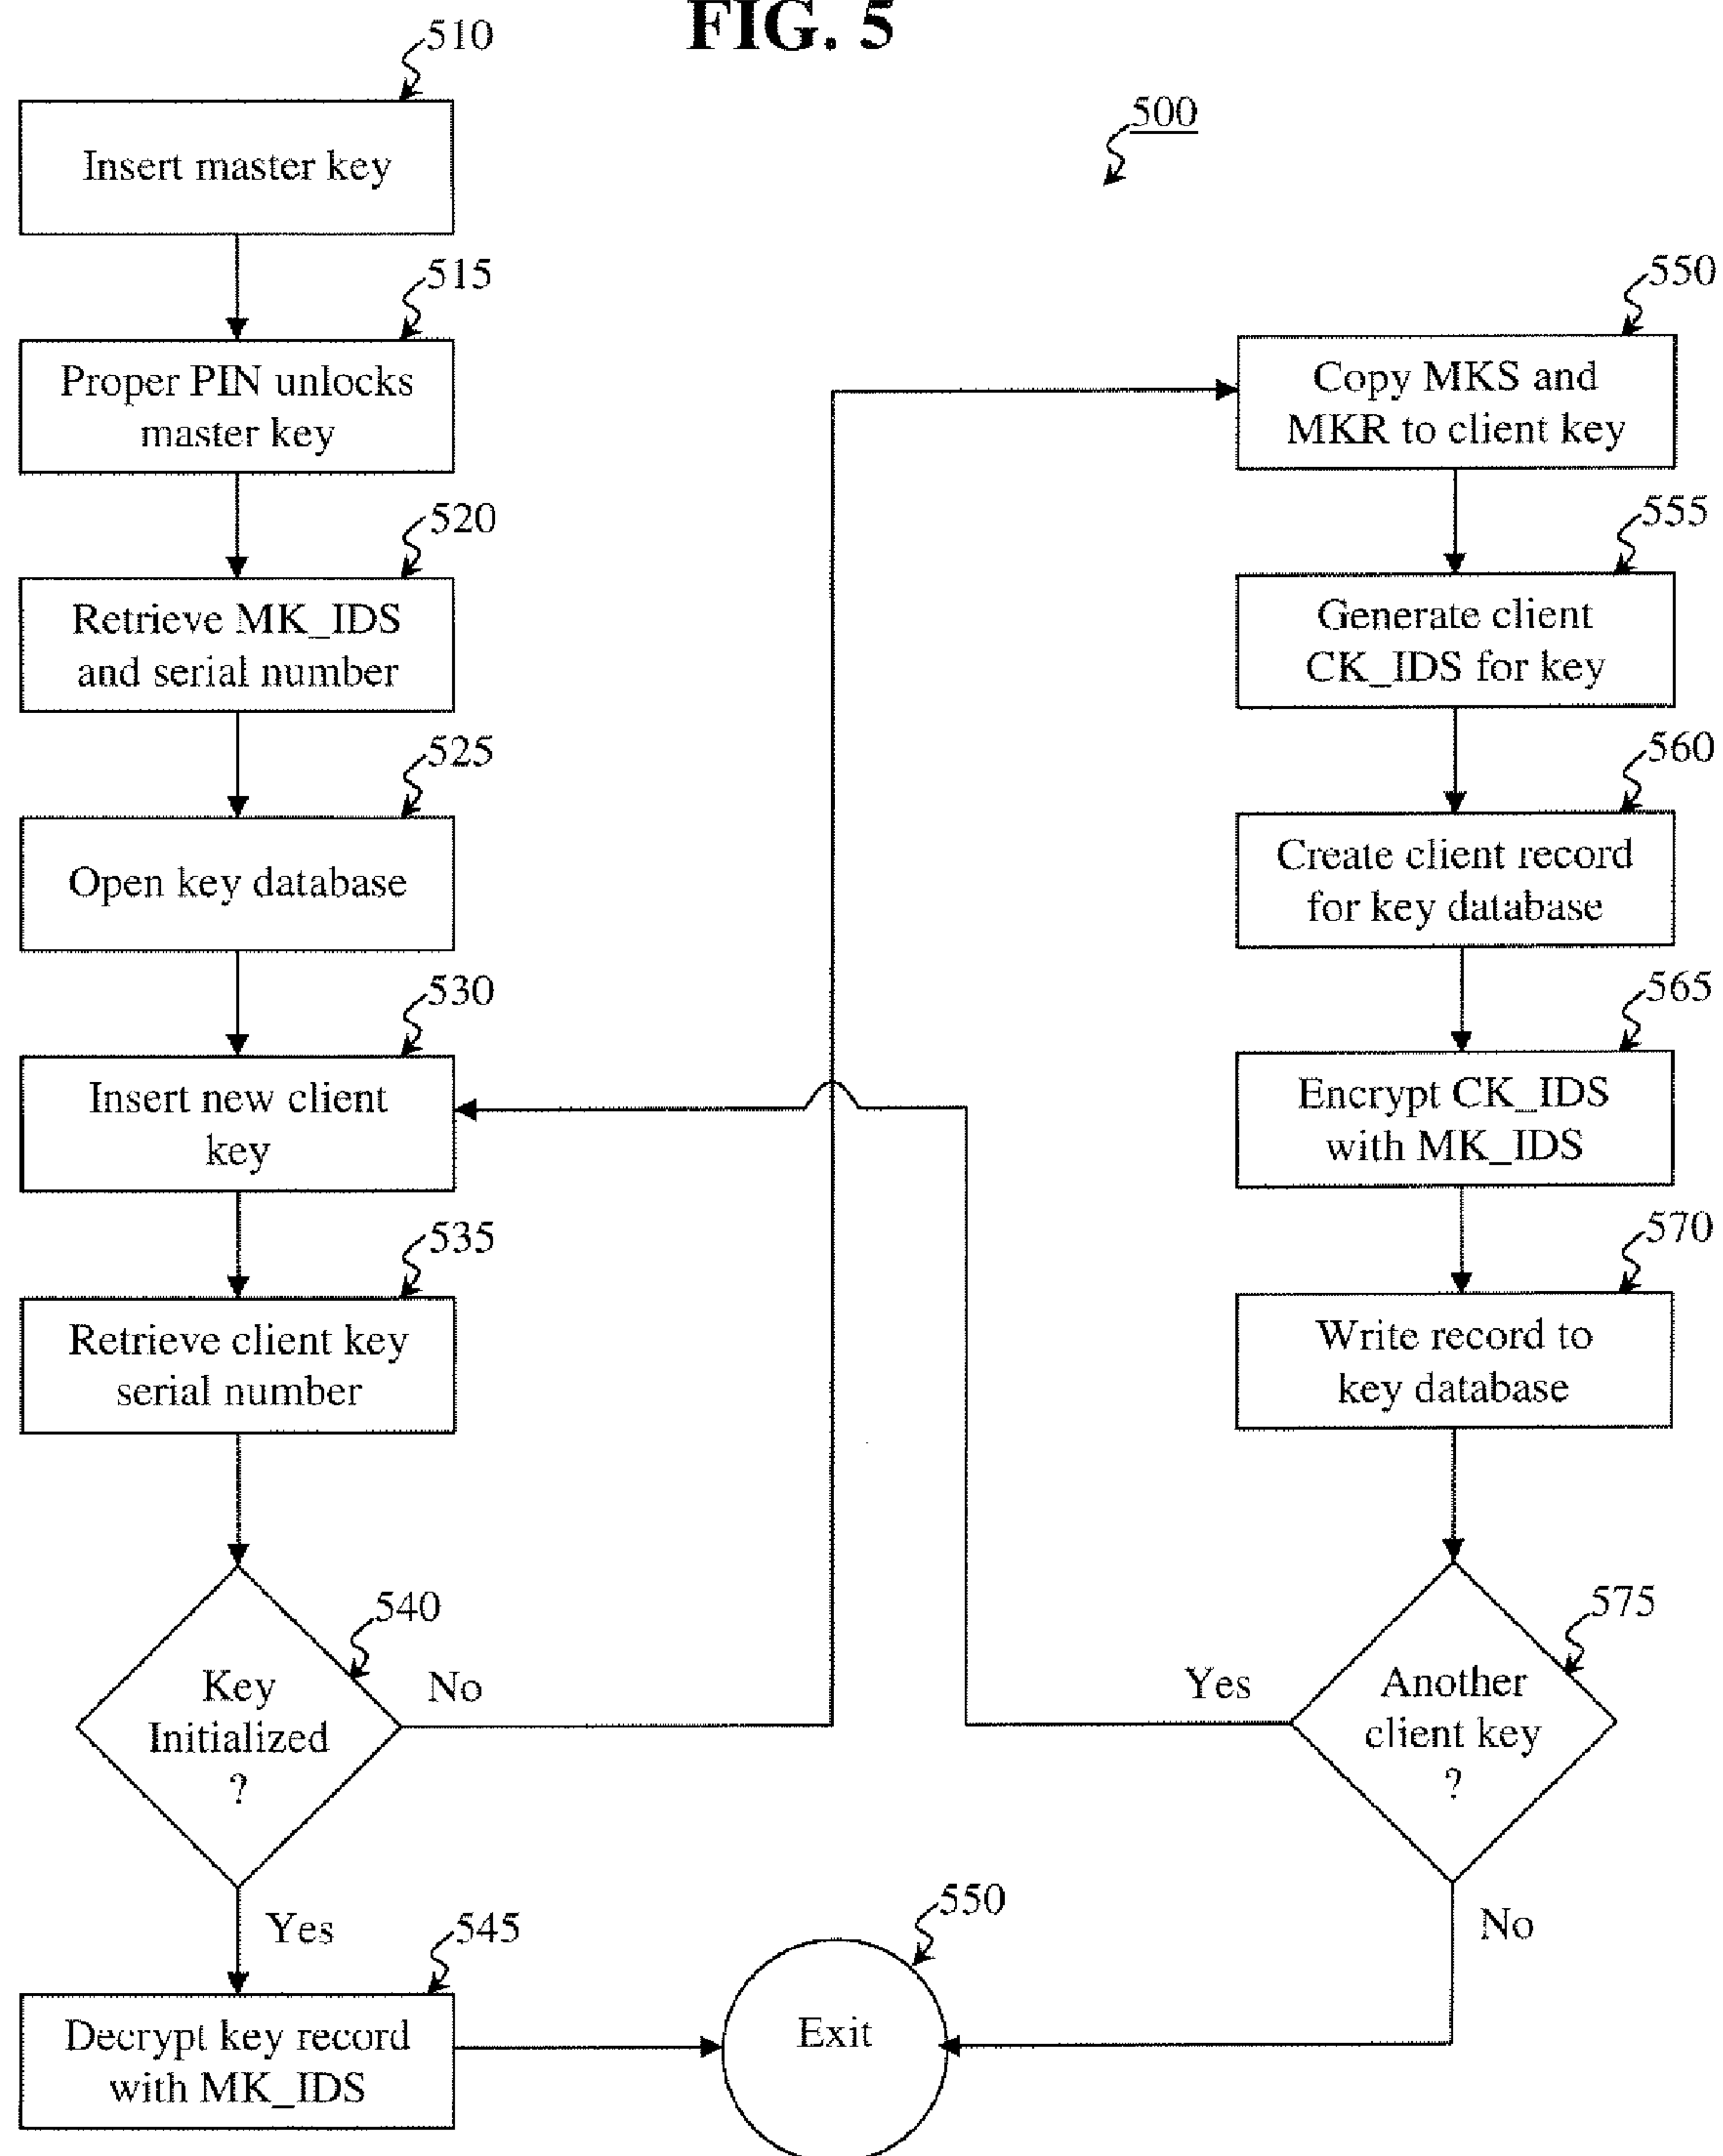 FIG. 5
510
500
Insert master key
515
Proper PIN unlocks
master key
520
Retrieve MK_IDS
and serial number
525
Open key database
530
Insert new client
key
535
Retrieve client key
serial number
540
Key
Initialized
?
No
Yes
545
Decrypt key record
with MK_IDS
550
Copy MKS and
MKR to client key
555
Generate client
CK_IDS for key
560
Create client record
for key database
565
Encrypt CK_IDS
with MK_IDS
570
Write record to
key database
575
Another
client key
?
Yes
No
550
Exit